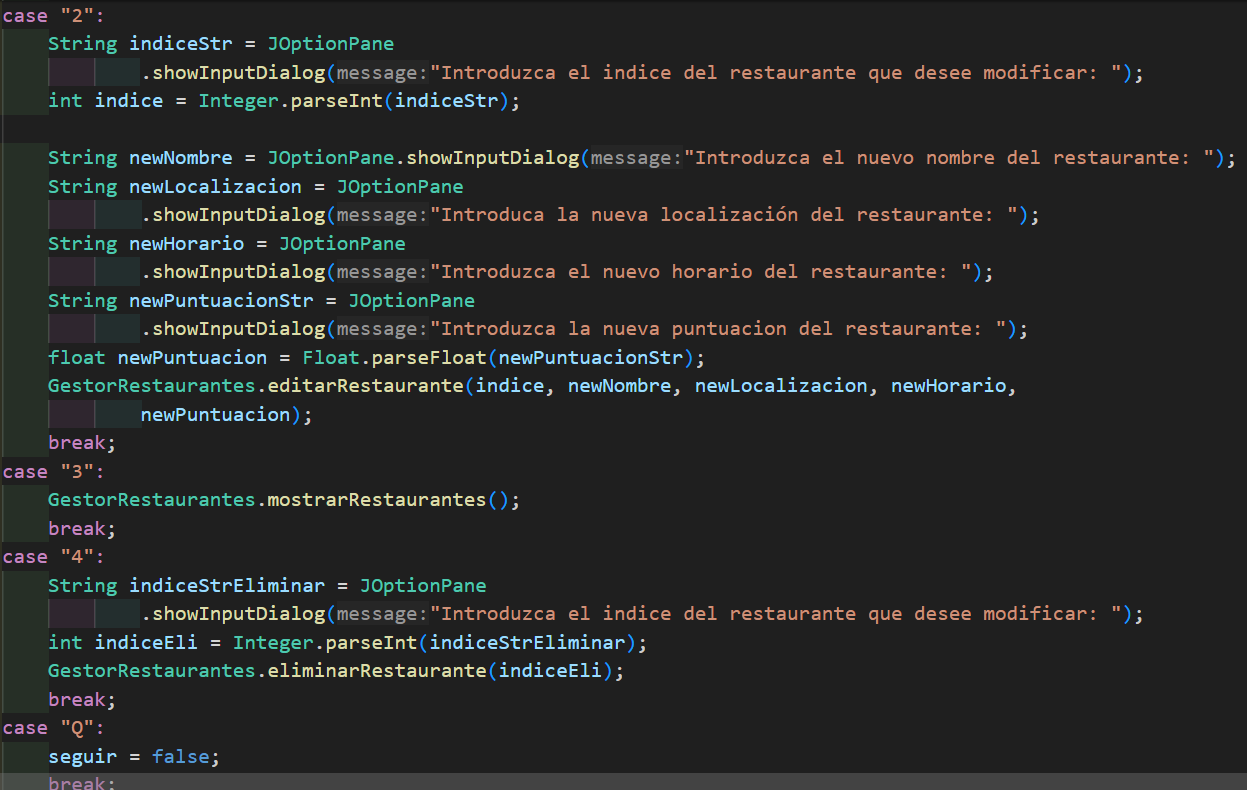 case "2":
String indiceStr = JOptionPane
.showInputDialog(message:"Introduzca el indice del restaurante que desee modificar: ");
int indice = Integer.parseInt(indiceStr);
String newNombre = JOptionPane.showInputDialog(message:"Introduzca el nuevo nombre del restaurante: ");
String newLocalizacion = JOptionPane
.showInputDialog(message:"Introduca la nueva localización del restaurante: ");
String newHorario = JOptionPane
.showInputDialog(message:"Introduzca el nuevo horario del restaurante: ");
String newPuntuacionStr = JOptionPane
.showInputDialog(message:"Introduzca la nueva puntuacion del restaurante: ");
float newPuntuacion = Float.parseFloat(newPuntuacionStr);
GestorRestaurantes.editarRestaurante(indice, newNombre, newLocalizacion, newHorario,
newPuntuacion);
break;
case "3":
GestorRestaurantes.mostrarRestaurantes();
break;
case "4":
String indiceStrEliminar = JOptionPane
.showInputDialog(message:"Introduzca el indice del restaurante que desee modificar: ");
int indiceEli = Integer.parseInt(indiceStrEliminar);
GestorRestaurantes.eliminarRestaurante(indiceEli);
break;
case "Q":
seguir = false;
break;